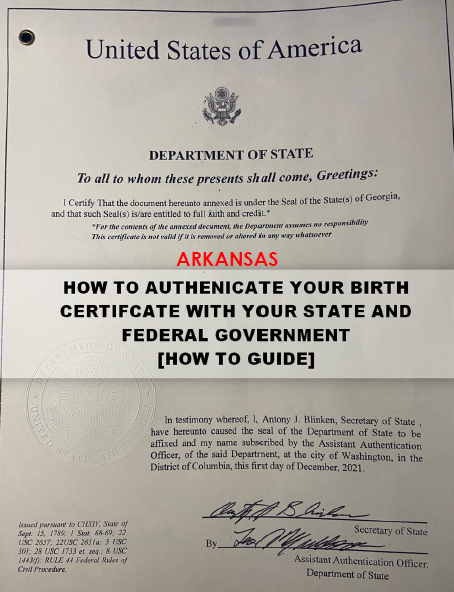 United States of America
DEPARTMENT OF STATE
To all to whom these presents shall come, Greetings:
I Certify That the document hereunto annexed is under the Seal of the State(s) of Georgia,
and that such Seal(s) is/are entitled to full faith and credit.*
*For the contents of the annexed document, the Department assumes no responsibility
This certificate is not valid if it is removed or altered in any way whatsoever
ARKANSAS
HOW TO AUTHENICATE YOUR BIRTH
CERTIFCATE WITH YOUR STATE AND
FEDERAL GOVERNMENT
[HOW TO GUIDE]
In testimony whereof, I, Antony J. Blinken, Secretary of State ,
have hereunto caused the seal of the Department of State to be
affixed and my name subscribed by the Assistant Authentication
Officer, of the said Department, at the city of Washington, in the
District of Columbia, this first day of December, 2021.
Issued pursuant to CHXIV, State of
Sept. 15, 1789, 1 Stat. 68-69; 22
USC 2657; 22USC 2651a; 5 USC
301; 28 USC 1733 et. seq.; 8 USC
1443(f); RULE 44 Federal Rules of
Civil Procedure.
Secretary of State
By
Assistant Authentication Officer,
Department of State